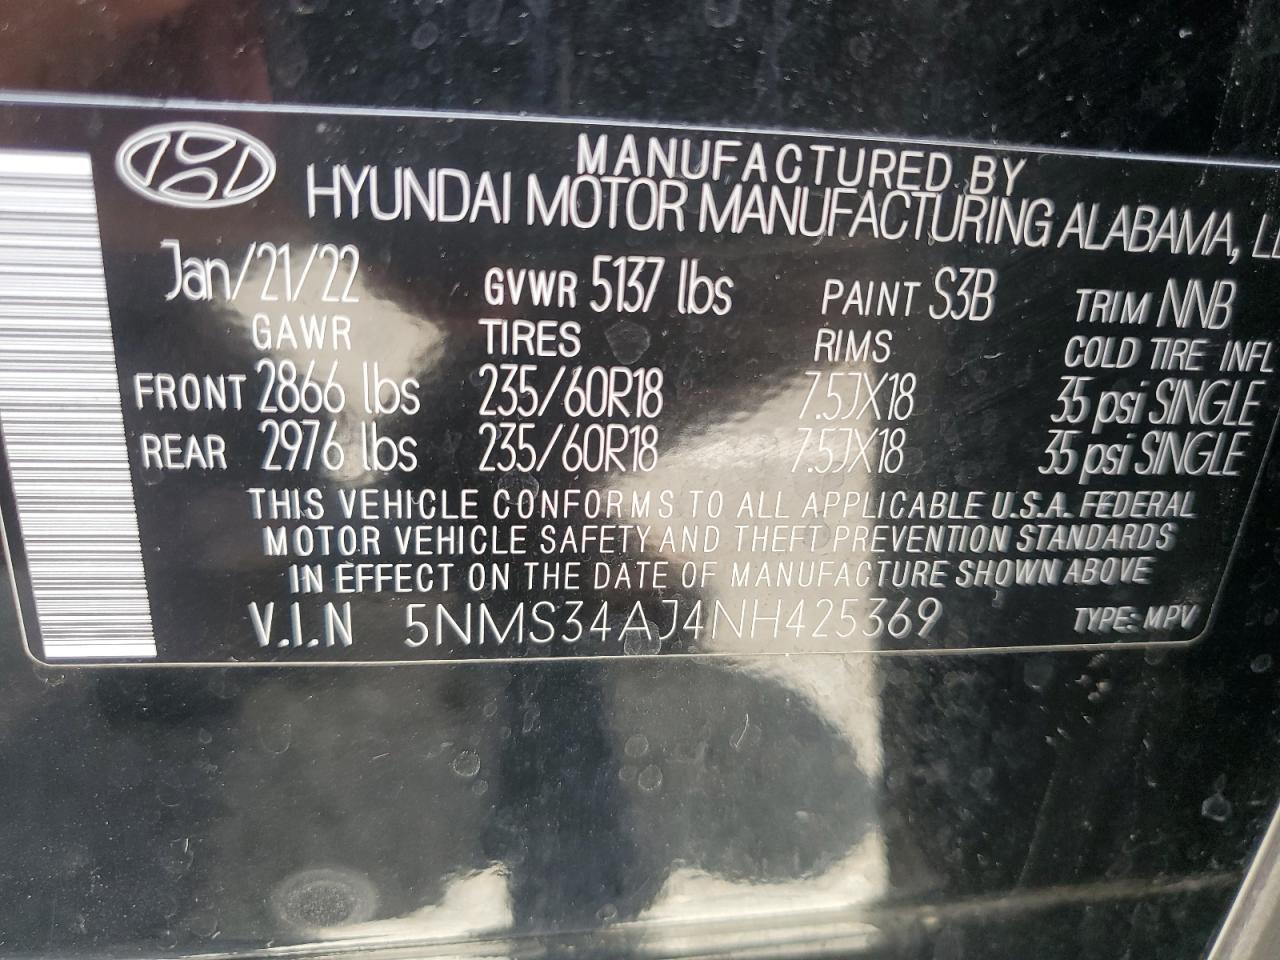 MANUFACTURED BY
HYUNDAI MOTOR MANUFACTURING ALABAMA,
Jan/21/22 GVWR 5137 lbs PAINT S3B TRIM NNB
GAWR TIRES RIMS COLD TIRE INFL
FRONT 2866 lbs 235/60R18 7.5JX18 35 psi SINGLE
REAR 2976 lbs 235/60R18 7.5JX18 35 psi SINGLE
THIS VEHICLE CONFORMS TO ALL APPLICABLE U.S.A. FEDERAL
MOTOR VEHICLE SAFETY AND THEFT PREVENTION STANDARDS
IN EFFECT ON THE DATE OF MANUFACTURE SHOWN ABOVE
V.I.N 5NMS34AJ4NH425369 TYPE: MPV